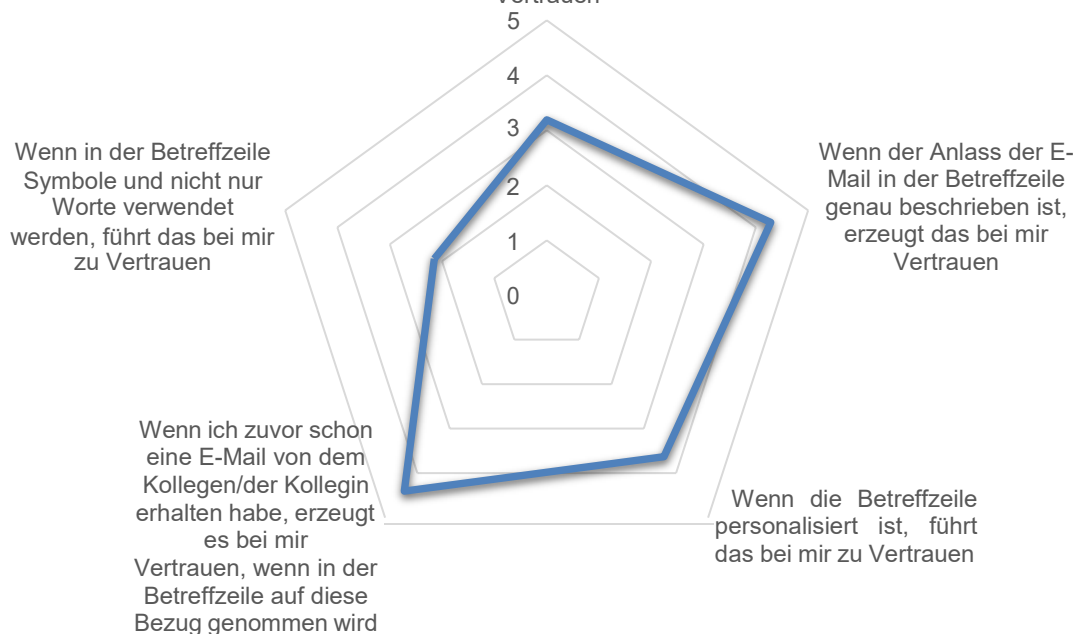 Vertrauen
5
4
3
2
1
0
Wenn der Anlass der E-
Mail in der Betreffzeile
genau beschrieben ist,
erzeugt das bei mir
Vertrauen
Wenn die Betreffzeile
personalisiert ist, führt
das bei mir zu Vertrauen
Wenn ich zuvor schon
eine E-Mail von dem
Kollegen/der Kollegin
erhalten habe, erzeugt
es bei mir
Vertrauen, wenn in der
Betreffzeile auf diese
Bezug genommen wird
Wenn in der Betreffzeile
Symbole und nicht nur
Worte verwendet
werden, führt das bei mir
zu Vertrauen